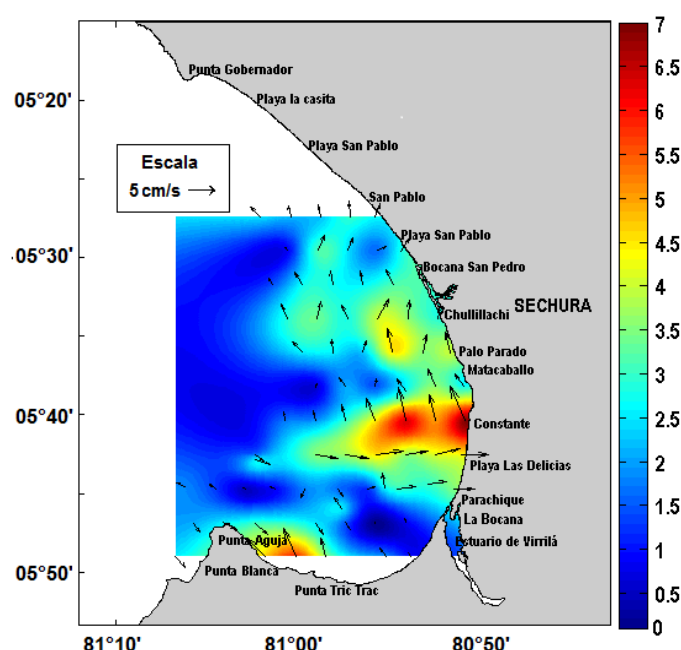 Punta Gobernador
Playa la casita
Playa San Pablo
Escala
5 cm/s
San Pablo
Playa San Pablo
Bocana San Pedro
SECHURA
Chullillachi
Palo Parado
Matacaballo
Constante
Playa Las Delicias
Parachique
La Bocana
Estuario de Virrilá
Punta Aguja
Punta Blanca
Punta Tric Trac
05°20'
05°30'
05°40'
05°50'
81°10'
81°00'
80°50'
7
6.5
6
5.5
5
4.5
4
3.5
3
2.5
2
1.5
1
0.5
0